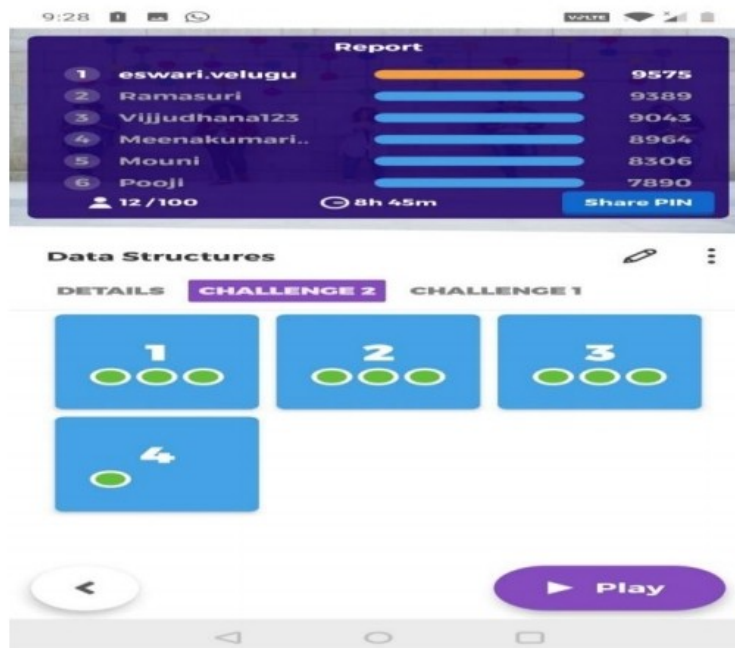 9:28 VoLTE
Report
1 eswari.velugu 9575
2 Ramasuri 9389
3 Vijjudhana123 9043
4 Meenakumari.. 8964
5 Mouni 8306
6 Pooji 7890
12/100 8h 45m Share PIN
Data Structures
DETAILS CHALLENGE 2 CHALLENGE 1
1 2 3
4
Play